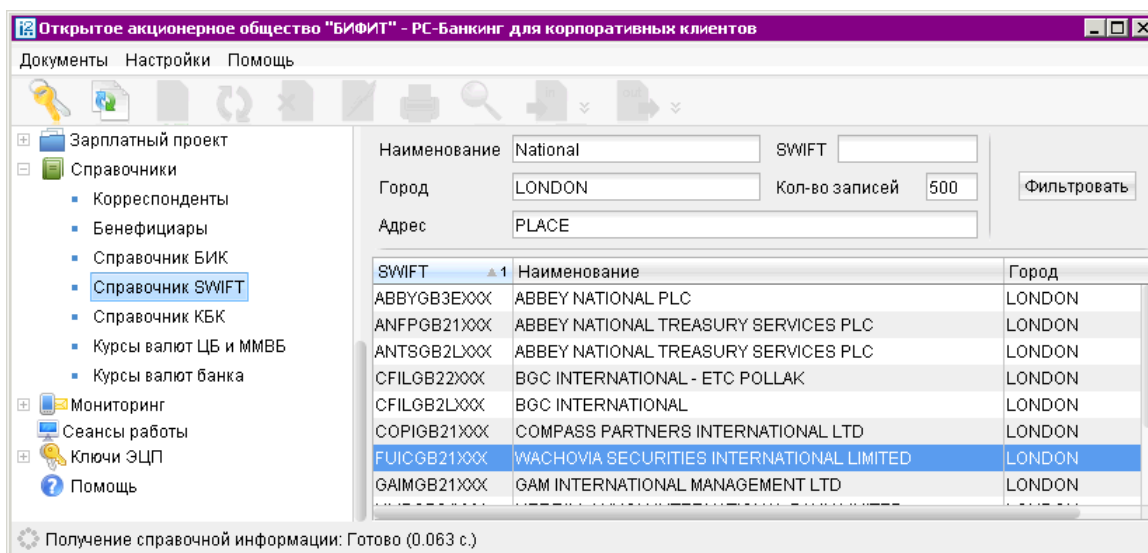 Открытое акционерное общество "БИФИТ" - РС-Банкинг для корпоративных клиентов
Документы Настройки Помощь
in out
Зарплатный проект
Справочники
Корреспонденты
Бенефициары
Справочник БИК
Справочник SWIFT
Справочник КБК
Курсы валют ЦБ и ММВБ
Курсы валют банка
Мониторинг
Сеансы работы
Ключи ЭЦП
Помощь
Наименование National SWIFT
Город LONDON Кол-во записей 500 Фильтровать
Адрес PLACE
SWIFT 1 Наименование Город
ABBYGB3EXXX ABBEY NATIONAL PLC LONDON
ANFPGB21XXX ABBEY NATIONAL TREASURY SERVICES PLC LONDON
ANTSGB2LXXX ABBEY NATIONAL TREASURY SERVICES PLC LONDON
CFILGB22XXX BGC INTERNATIONAL - ETC POLLAK LONDON
CFILGB2LXXX BGC INTERNATIONAL LONDON
COPIGB21XXX COMPASS PARTNERS INTERNATIONAL LTD LONDON
FUICGB21XXX WACHOVIA SECURITIES INTERNATIONAL LIMITED LONDON
GAIMGB21XXX GAM INTERNATIONAL MANAGEMENT LTD LONDON
Получение справочной информации: Готово (0.063 с.)